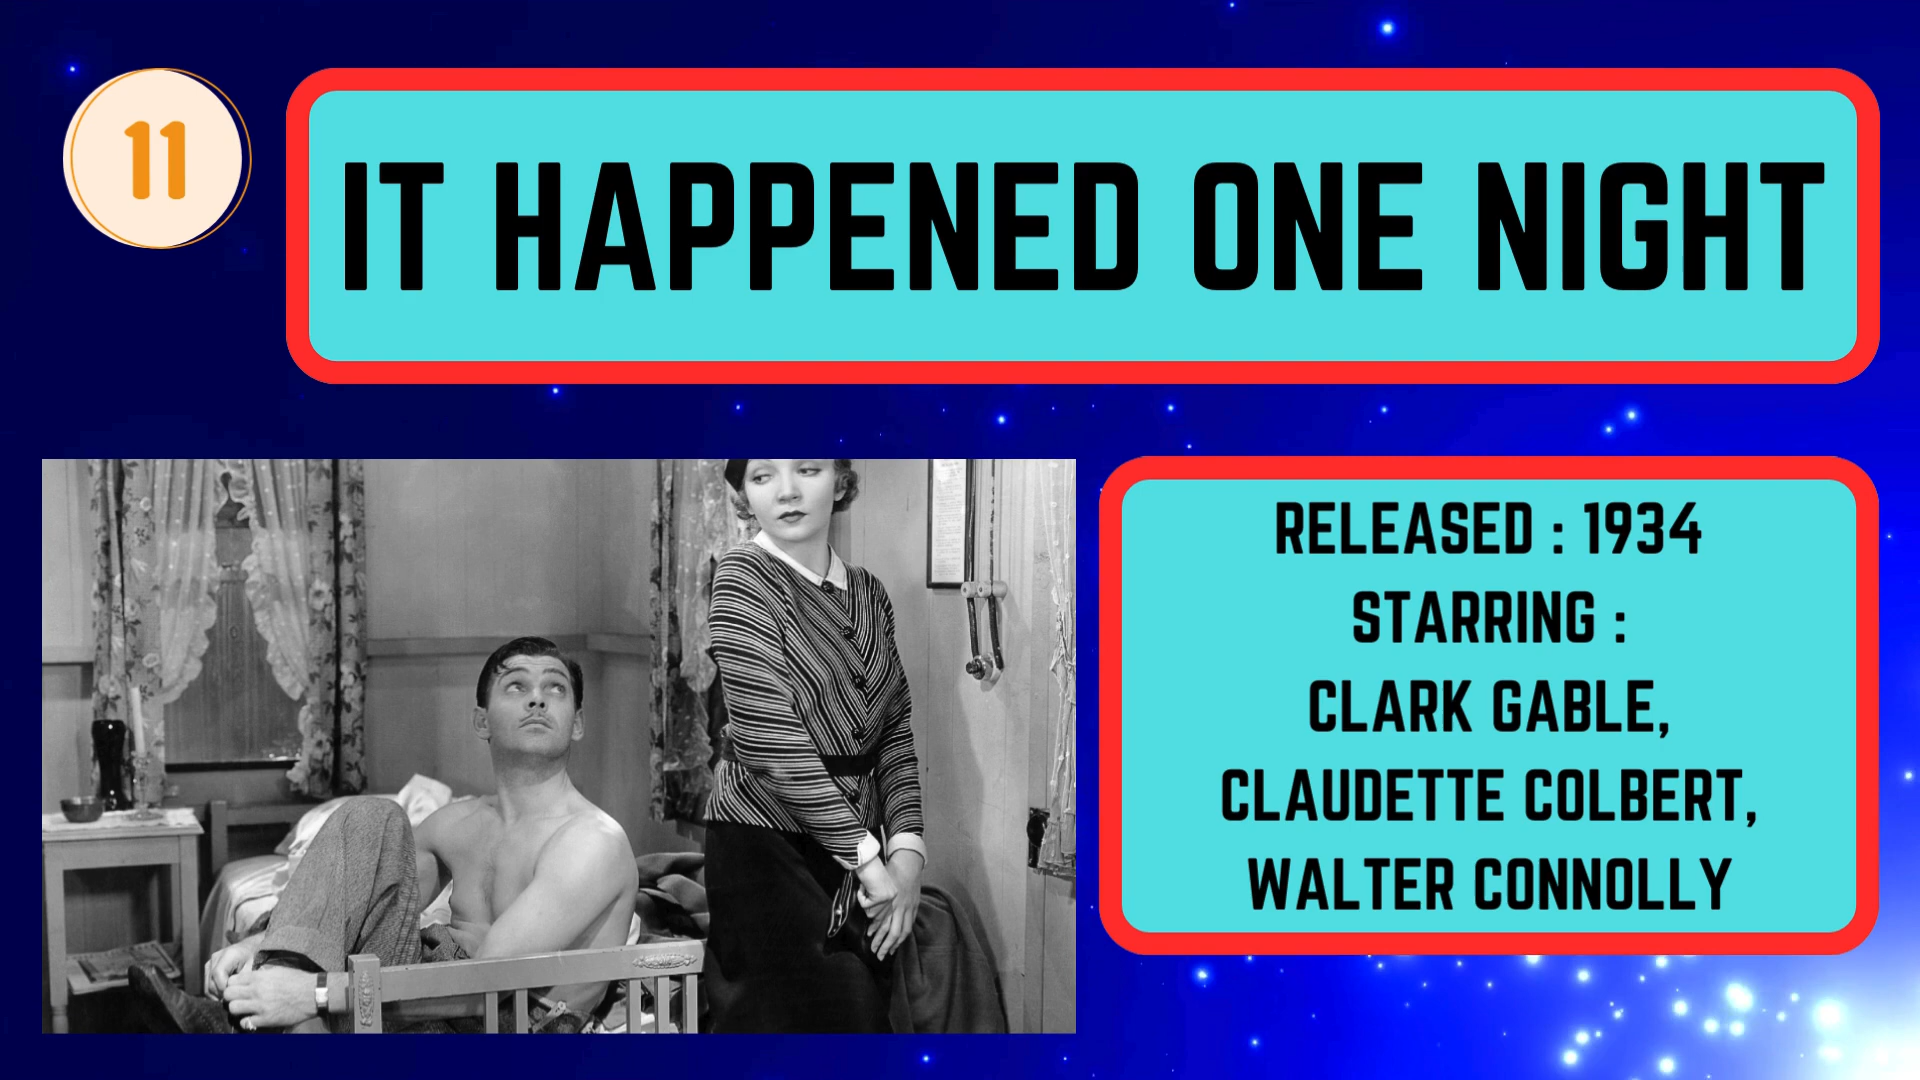 11
IT HAPPENED ONE NIGHT
RELEASED : 1934
STARRING :
CLARK GABLE,
CLAUDETTE COLBERT,
WALTER CONNOLLY